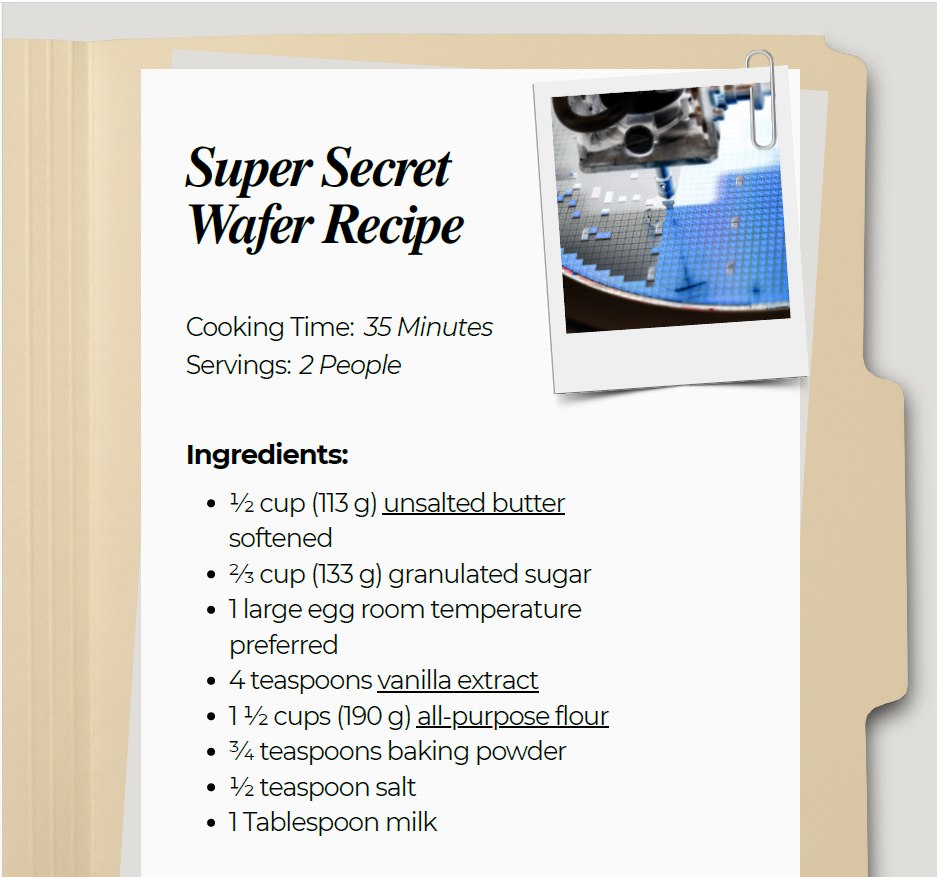 Super Secret
Wafer Recipe
Cooking Time: 35 Minutes
Servings: 2 People
Ingredients:
• ½ cup (113 g) unsalted butter
softened
• ⅔ cup (133 g) granulated sugar
• 1 large egg room temperature
preferred
• 4 teaspoons vanilla extract
• 1 ½ cups (190 g) all-purpose flour
• ¾ teaspoons baking powder
• ½ teaspoon salt
• 1 Tablespoon milk